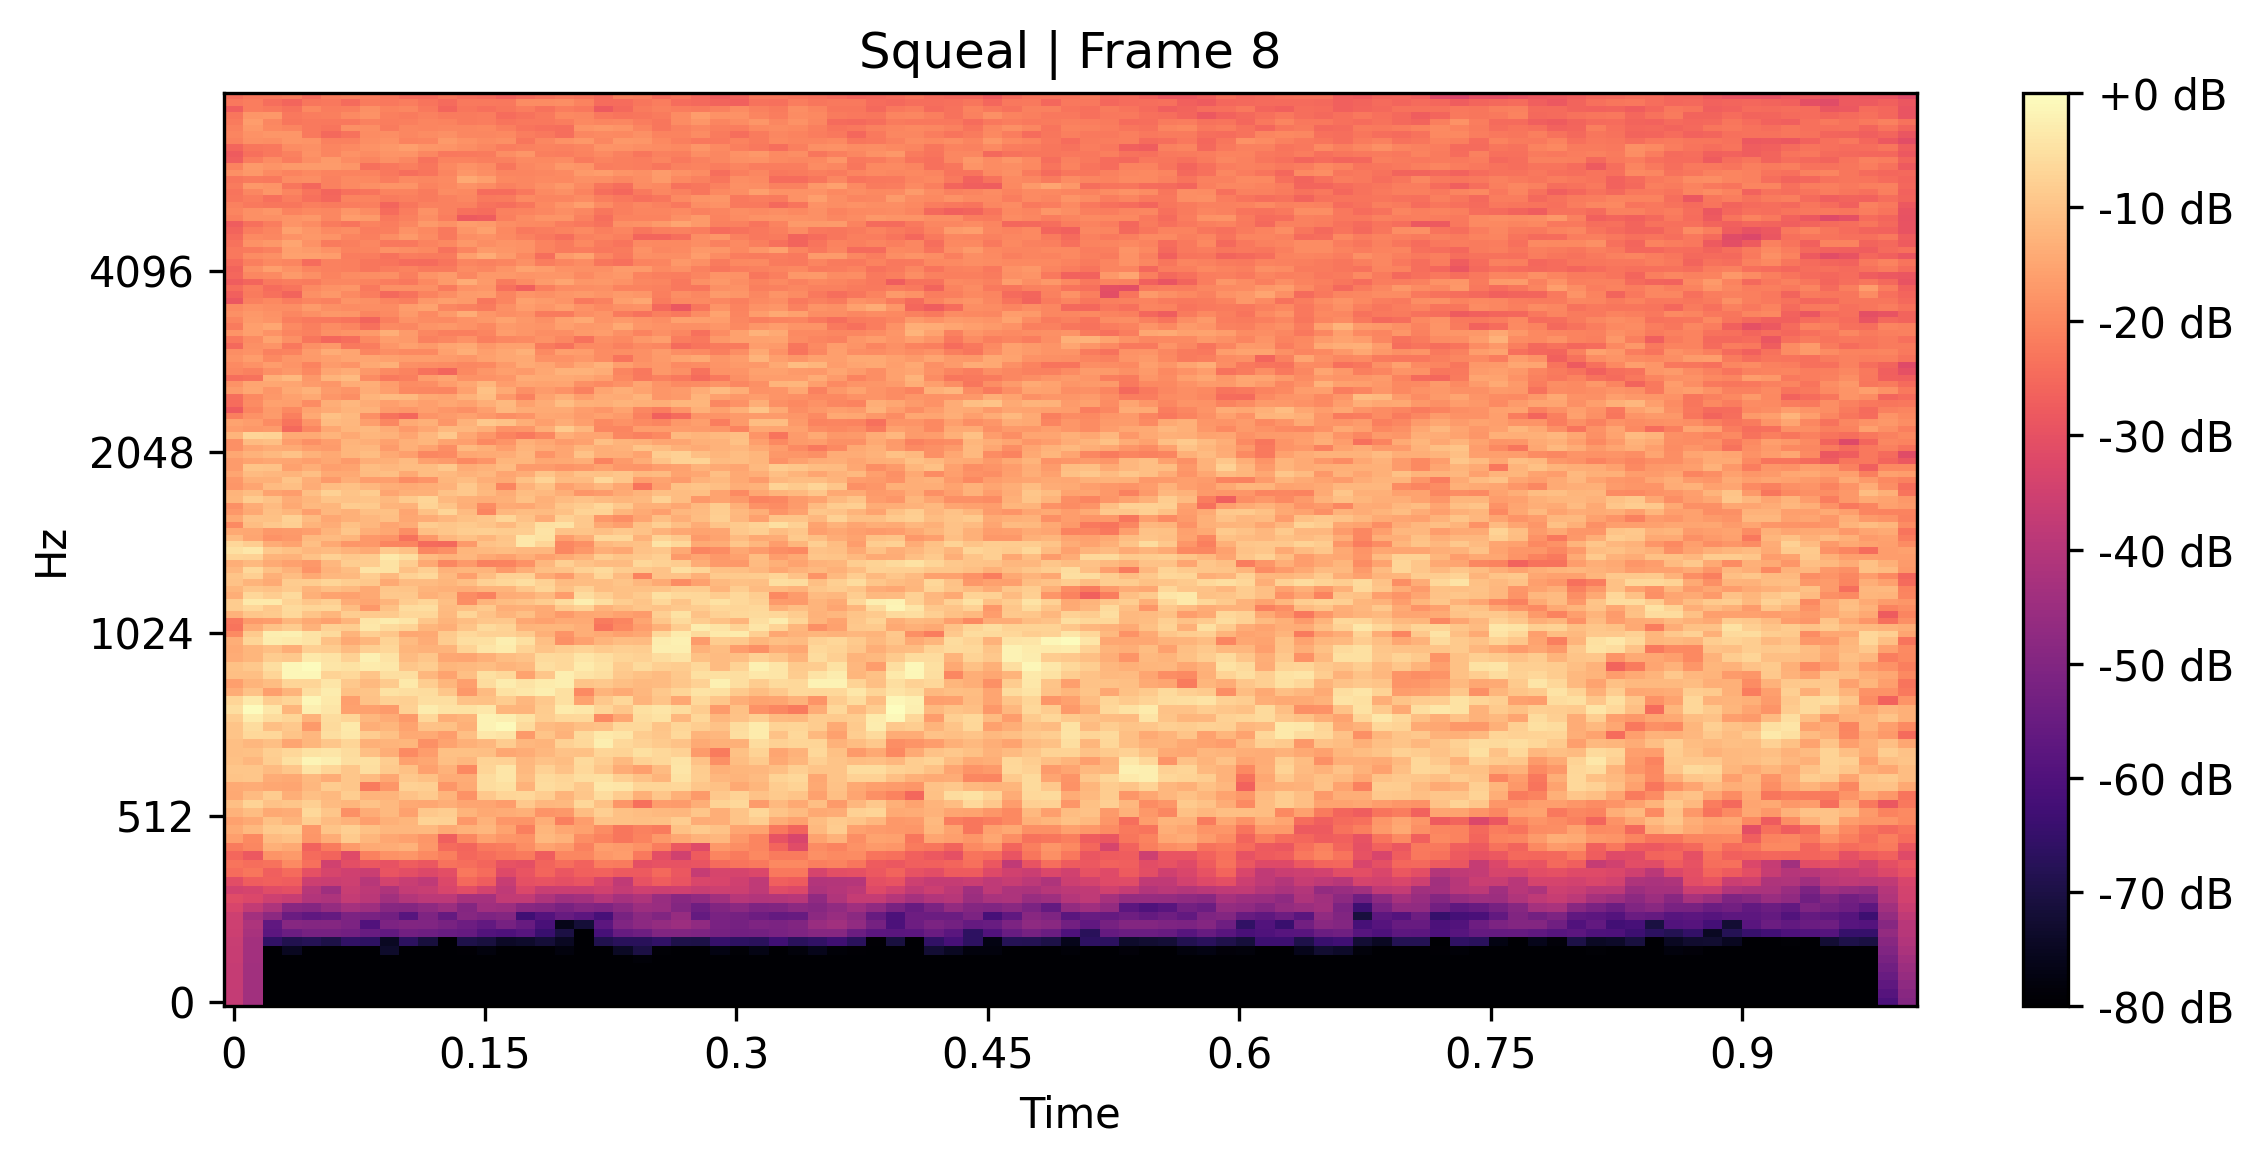 Squeal | Frame 8
Hz
4096
2048
1024
512
0
0 0.15 0.3 0.45 0.6 0.75 0.9
Time
+0 dB
-10 dB
-20 dB
-30 dB
-40 dB
-50 dB
-60 dB
-70 dB
-80 dB